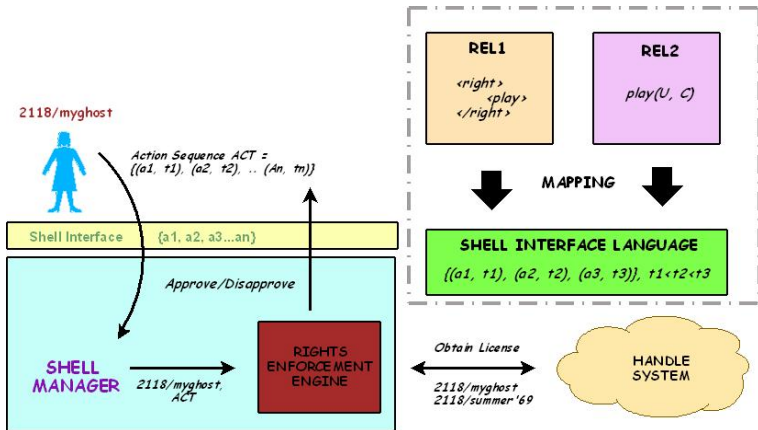 REL1
<right>
<play>
</right>
REL2
play(U, C)
MAPPING
SHELL INTERFACE LANGUAGE
{(a1, t1), (a2, t2), (a3, t3)}, t1<t2<t3
2118/myghost
Action Sequence ACT =
{(a1, t1), (a2, t2), .. (An, tn)}
Shell Interface {a1, a2, a3...an}
Approve/Disapprove
SHELL
MANAGER
2118/myghost,
ACT
RIGHTS
ENFORCEMENT
ENGINE
Obtain License
2118/myghost
2118/summer'69
HANDLE
SYSTEM